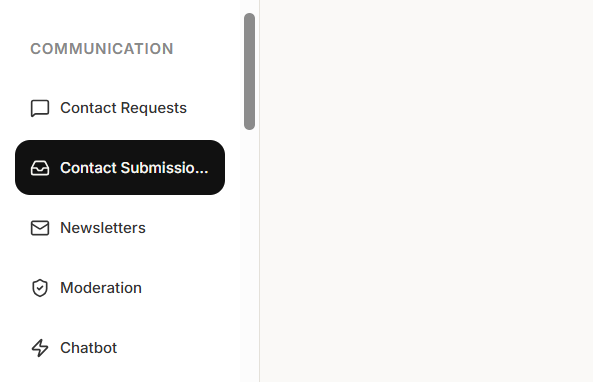 COMMUNICATION
Contact Requests
Contact Submissio...
Newsletters
Moderation
Chatbot